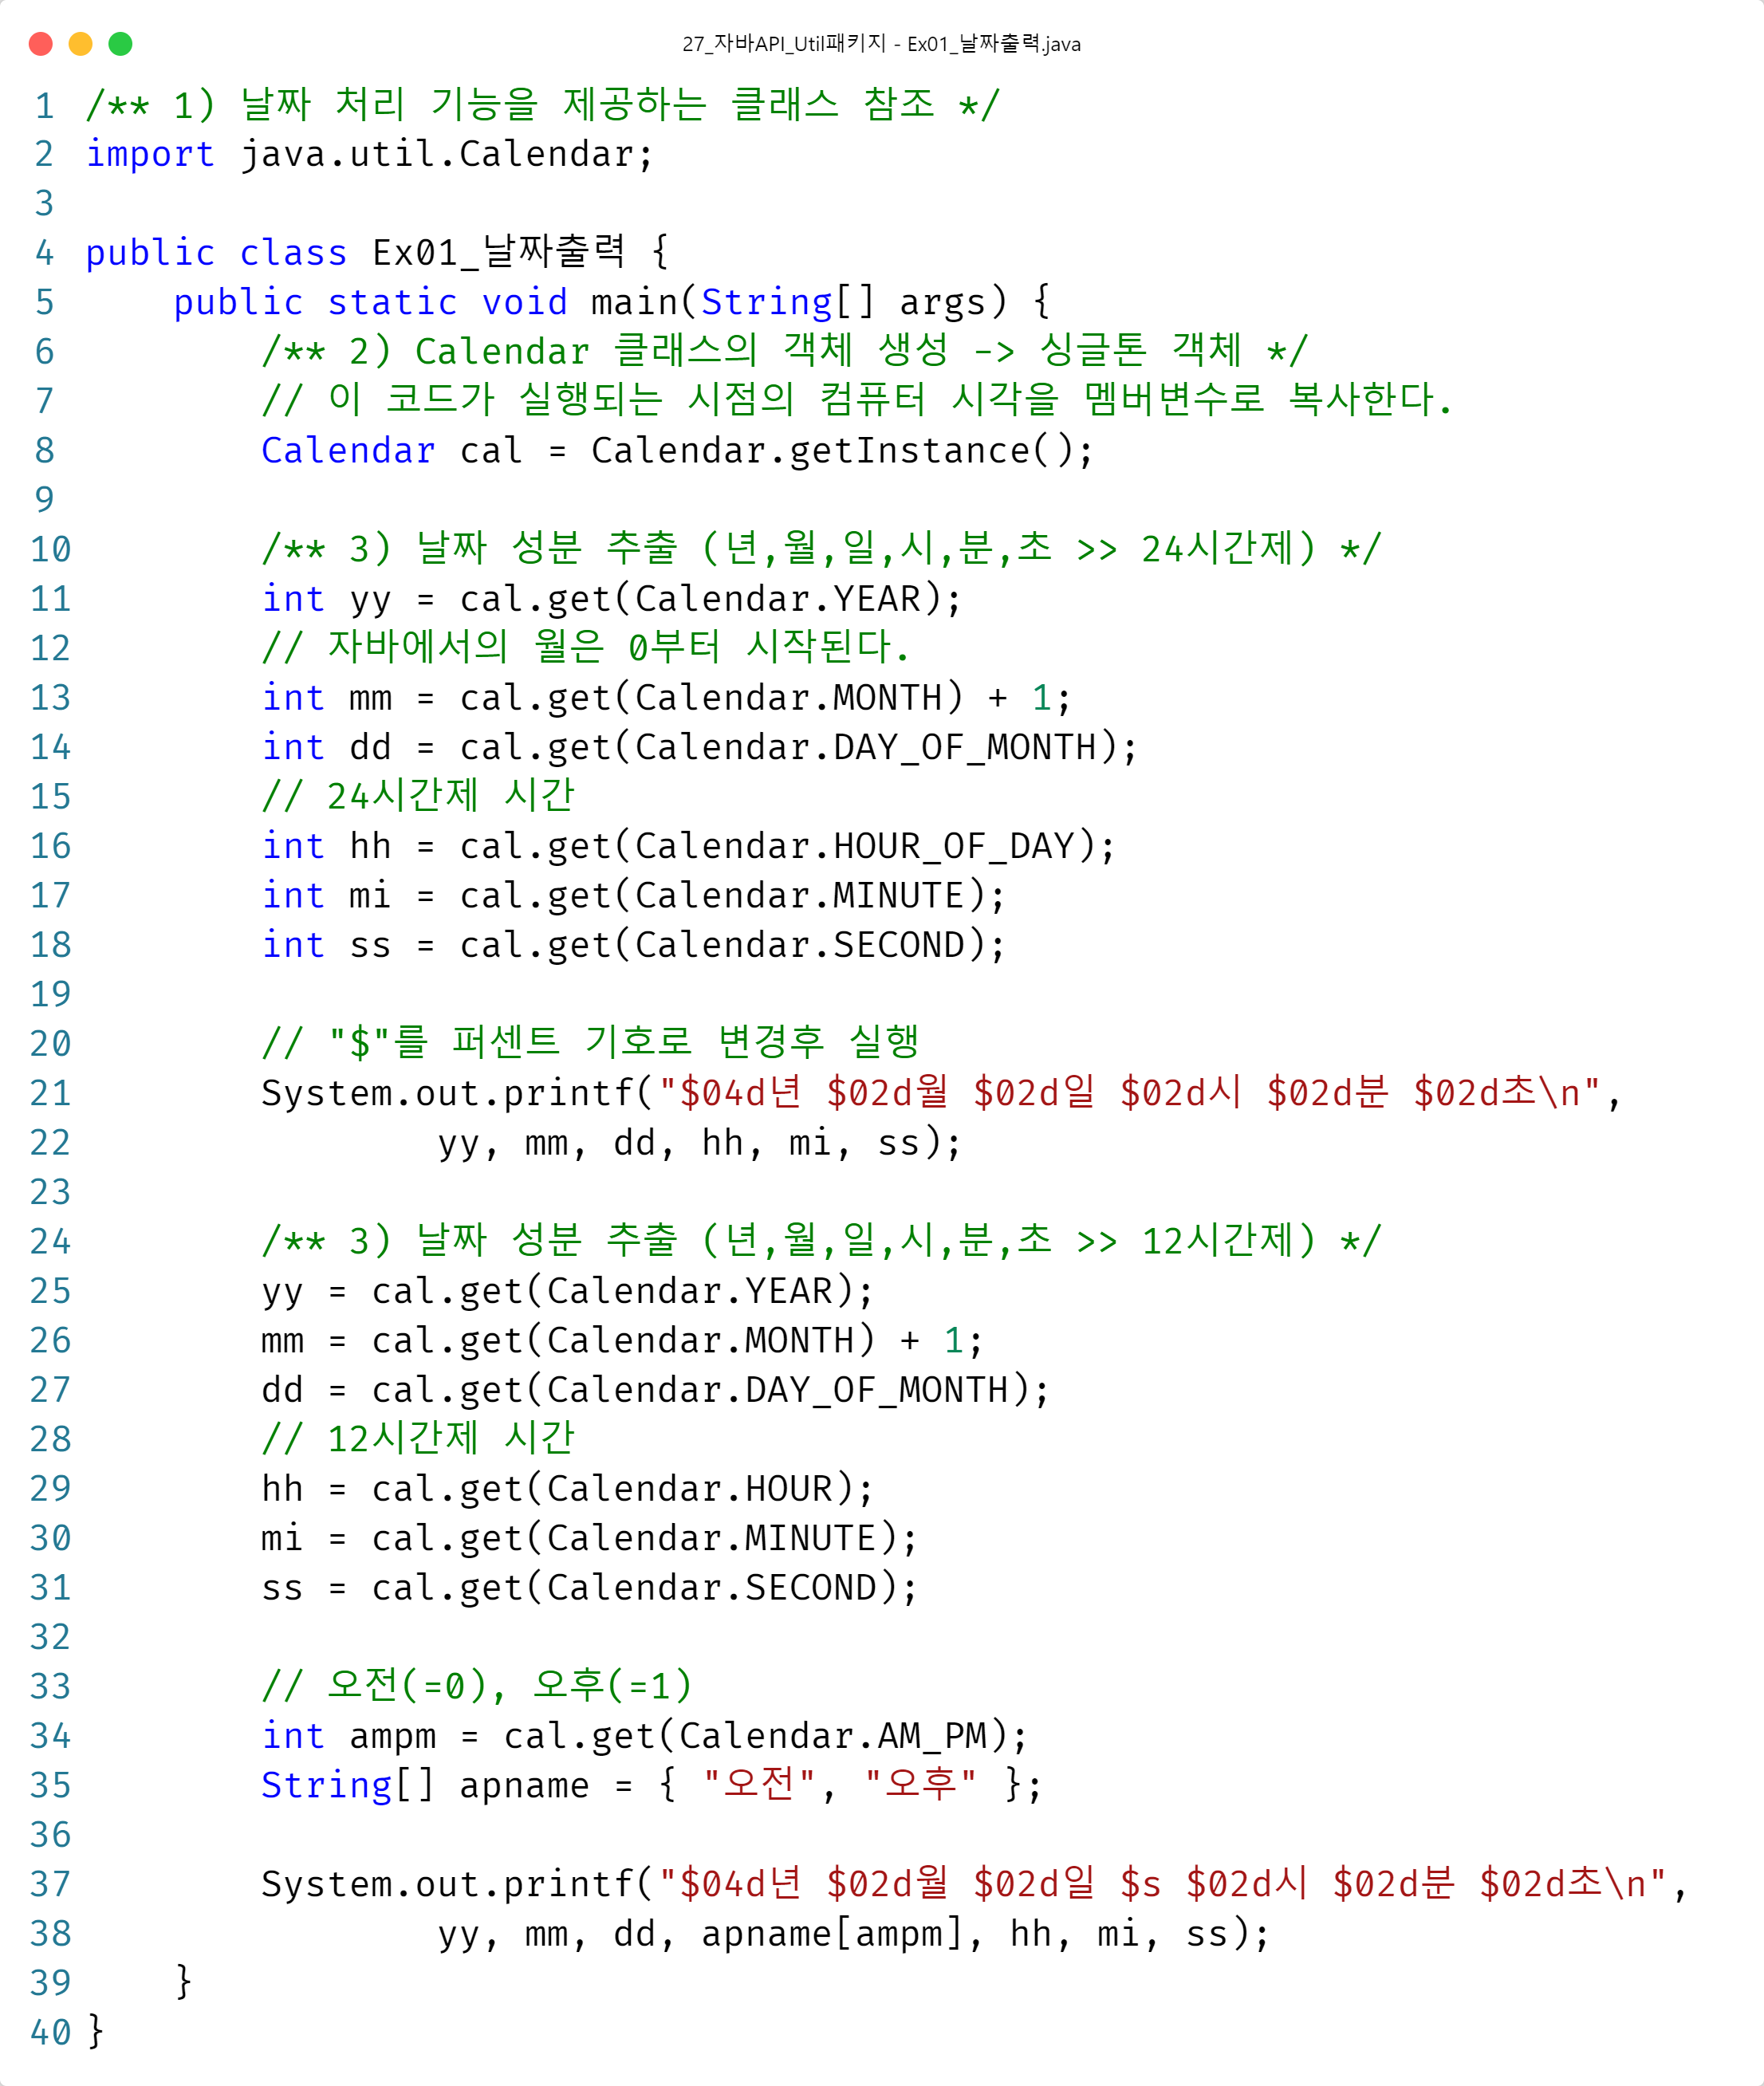 27_자바API_Util패키지 - Ex01_날짜출력.java
1 /** 1) 날짜 처리 기능을 제공하는 클래스 참조 */
2 import java.util.Calendar;
3
4 public class Ex01_날짜출력 {
5     public static void main(String[] args) {
6         /** 2) Calendar 클래스의 객체 생성 -> 싱글톤 객체 */
7         // 이 코드가 실행되는 시점의 컴퓨터 시각을 멤버변수로 복사한다.
8         Calendar cal = Calendar.getInstance();
9
10         /** 3) 날짜 성분 추출 (년,월,일,시,분,초 >> 24시간제) */
11         int yy = cal.get(Calendar.YEAR);
12         // 자바에서의 월은 0부터 시작된다.
13         int mm = cal.get(Calendar.MONTH) + 1;
14         int dd = cal.get(Calendar.DAY_OF_MONTH);
15         // 24시간제 시간
16         int hh = cal.get(Calendar.HOUR_OF_DAY);
17         int mi = cal.get(Calendar.MINUTE);
18         int ss = cal.get(Calendar.SECOND);
19
20         // "$"를 퍼센트 기호로 변경후 실행
21         System.out.printf("$04d년 $02d월 $02d일 $02d시 $02d분 $02d초\n",
22                 yy, mm, dd, hh, mi, ss);
23
24         /** 3) 날짜 성분 추출 (년,월,일,시,분,초 >> 12시간제) */
25         yy = cal.get(Calendar.YEAR);
26         mm = cal.get(Calendar.MONTH) + 1;
27         dd = cal.get(Calendar.DAY_OF_MONTH);
28         // 12시간제 시간
29         hh = cal.get(Calendar.HOUR);
30         mi = cal.get(Calendar.MINUTE);
31         ss = cal.get(Calendar.SECOND);
32
33         // 오전(=0), 오후(=1)
34         int ampm = cal.get(Calendar.AM_PM);
35         String[] apname = { "오전", "오후" };
36
37         System.out.printf("$04d년 $02d월 $02d일 $s $02d시 $02d분 $02d초\n",
38                 yy, mm, dd, apname[ampm], hh, mi, ss);
39     }
40 }